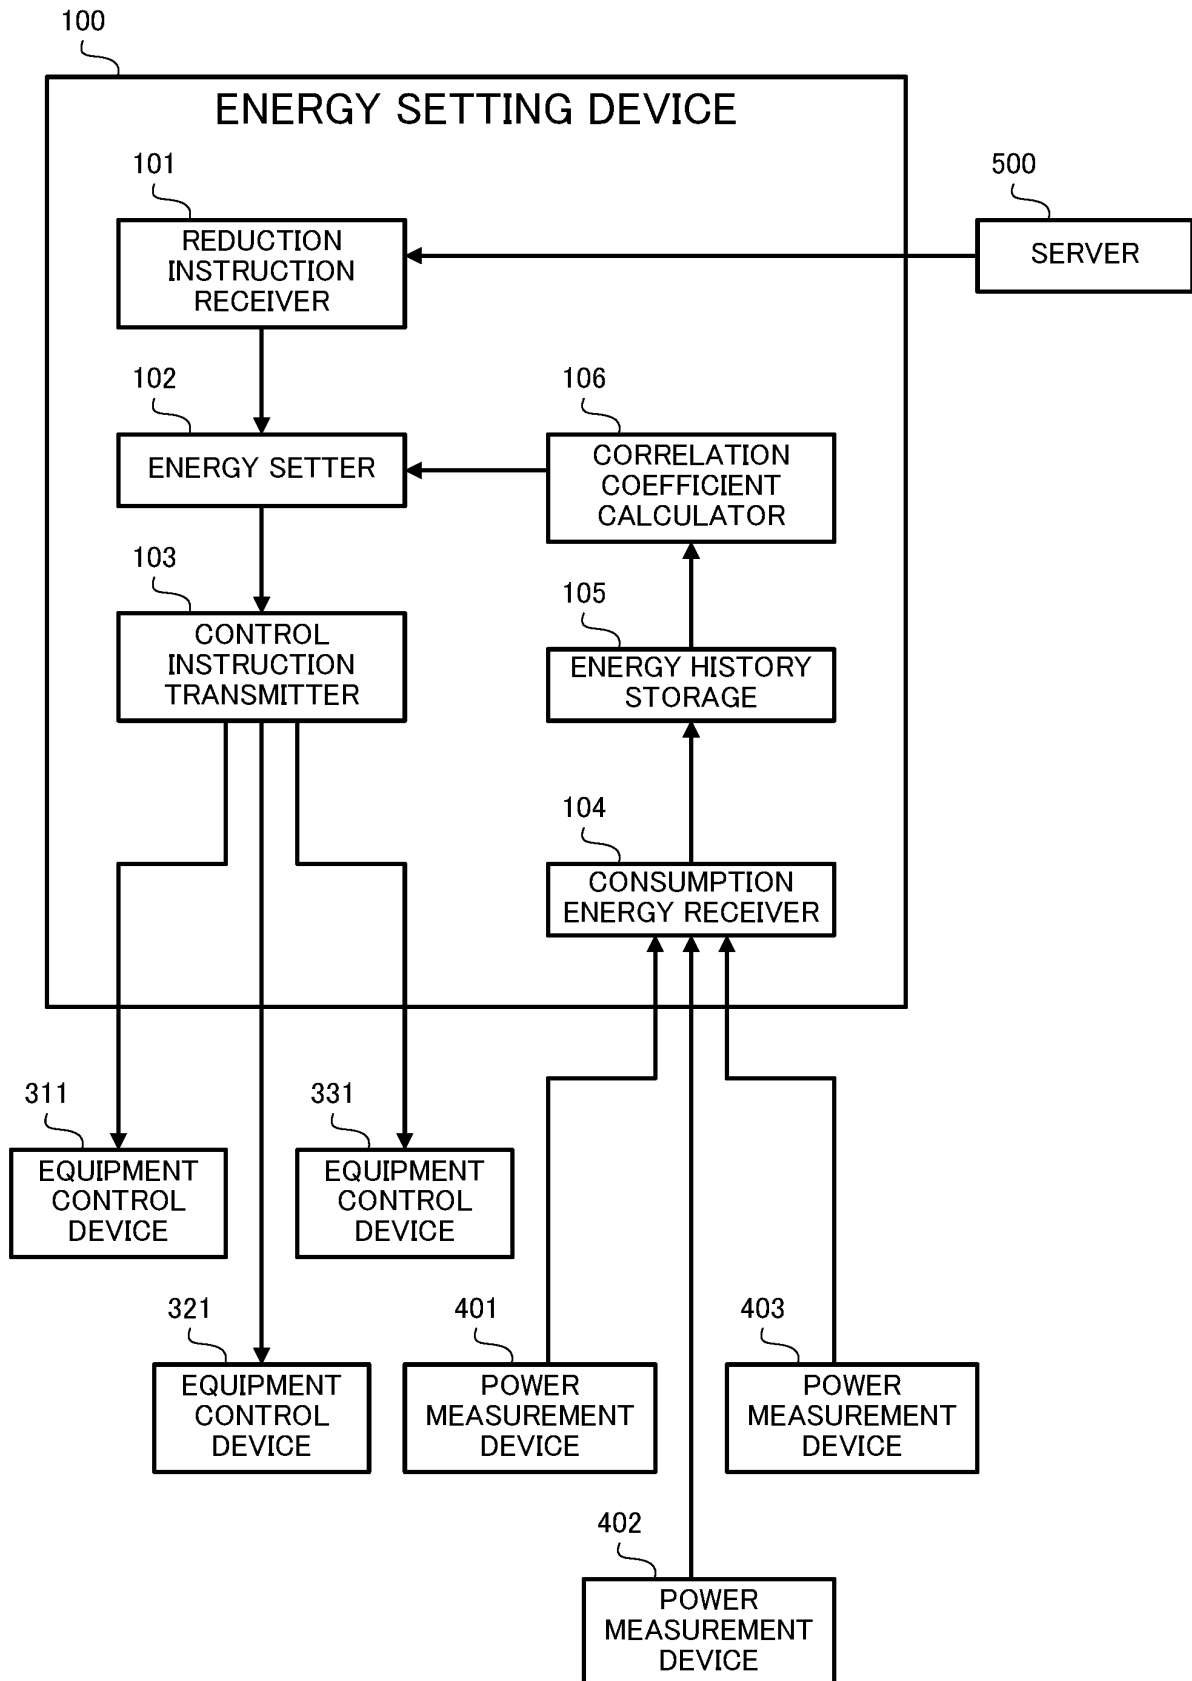 100
ENERGY SETTING DEVICE
101
REDUCTION
INSTRUCTION
RECEIVER
500
SERVER
102
ENERGY SETTER
106
CORRELATION
COEFFICIENT
CALCULATOR
103
CONTROL
INSTRUCTION
TRANSMITTER
105
ENERGY HISTORY
STORAGE
104
CONSUMPTION
ENERGY RECEIVER
311
EQUIPMENT
CONTROL
DEVICE
331
EQUIPMENT
CONTROL
DEVICE
321
EQUIPMENT
CONTROL
DEVICE
401
POWER
MEASUREMENT
DEVICE
403
POWER
MEASUREMENT
DEVICE
402
POWER
MEASUREMENT
DEVICE